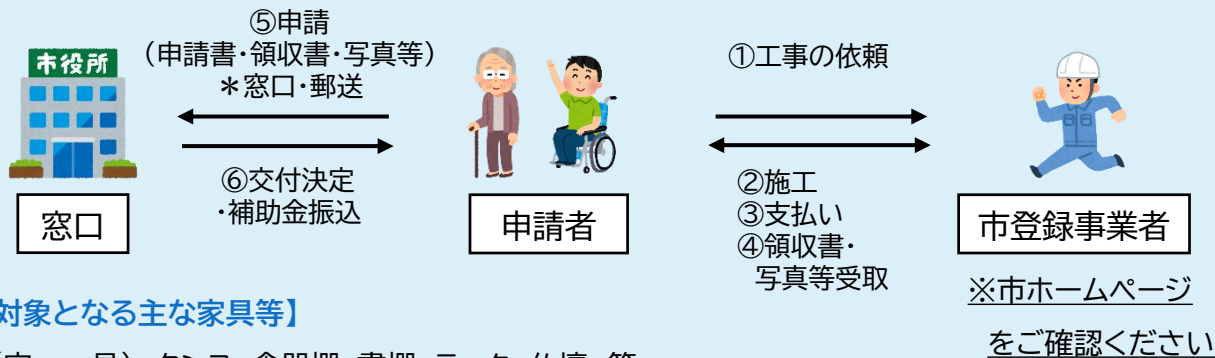 ⑤申請
（申請書・領収書・写真等）
＊窓口・郵送
市役所
①工事の依頼
⑥交付決定
・補助金振込
②施工
③支払い
④領収書・
写真等受取
窓口
申請者
市登録事業者
※市ホームページ
をご確認ください
対象となる主な家具等】